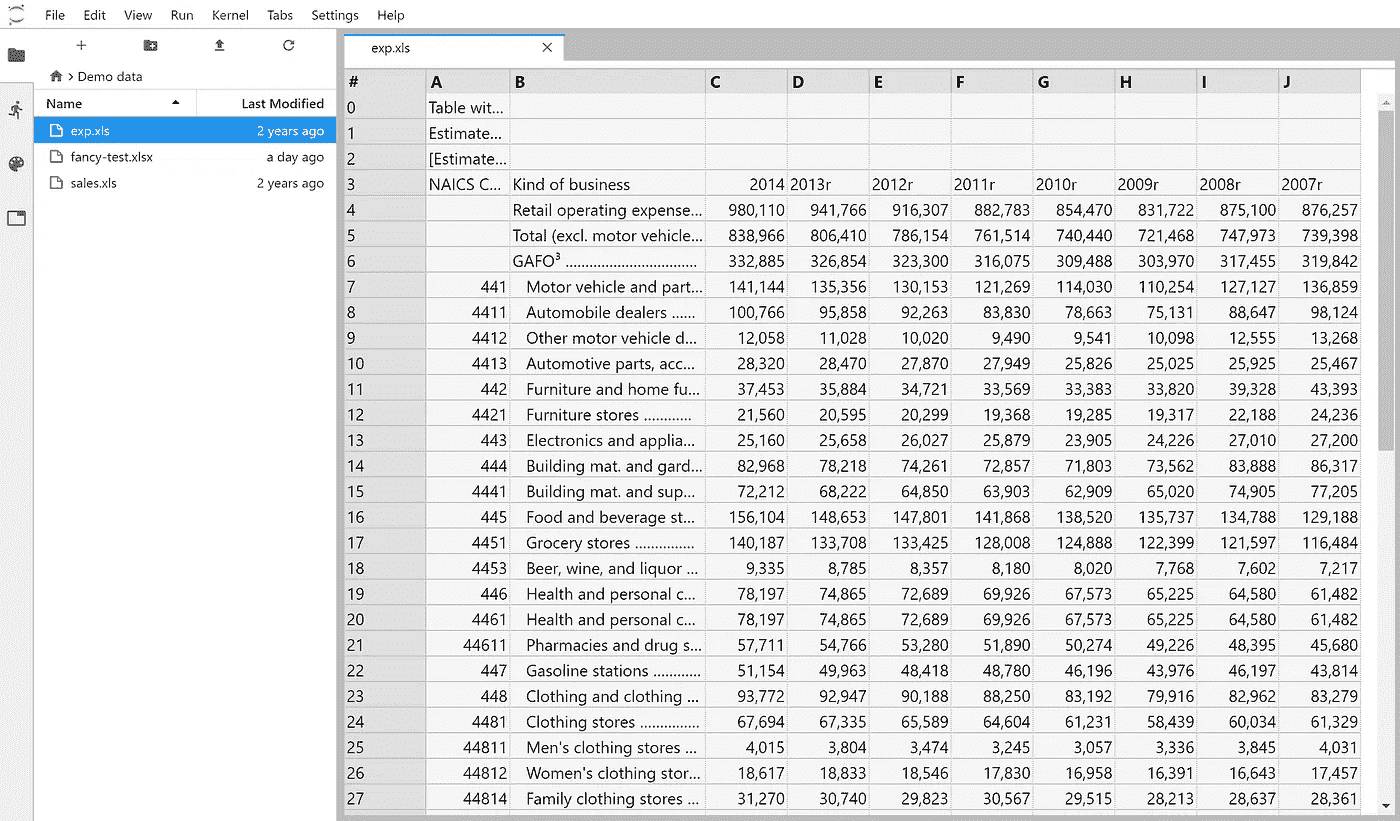 File Edit View Run Kernel Tabs Settings Help
exp.xls
Demo data
Name Last Modified
exp.xls 2 years ago
fancy-test.xlsx a day ago
sales.xls 2 years ago
# A B C D E F G H I J
0 Table wit...
1 Estimate...
2 [Estimate...
3 NAICS C... Kind of business 2014 2013r 2012r 2011r 2010r 2009r 2008r 2007r
4 Retail operating expense... 980,110 941,766 916,307 882,783 854,470 831,722 875,100 876,257
5 Total (excl. motor vehicle... 838,966 806,410 786,154 761,514 740,440 721,468 747,973 739,398
6 GAFO³ ............................... 332,885 326,854 323,300 316,075 309,488 303,970 317,455 319,842
7 441 Motor vehicle and part... 141,144 135,356 130,153 121,269 114,030 110,254 127,127 136,859
8 4411 Automobile dealers ...... 100,766 95,858 92,263 83,830 78,663 75,131 88,647 98,124
9 4412 Other motor vehicle d... 12,058 11,028 10,020 9,490 9,541 10,098 12,555 13,268
10 4413 Automotive parts, acc... 28,320 28,470 27,870 27,949 25,826 25,025 25,925 25,467
11 442 Furniture and home fu... 37,453 35,884 34,721 33,569 33,383 33,820 39,328 43,393
12 4421 Furniture stores ............ 21,560 20,595 20,299 19,368 19,285 19,317 22,188 24,236
13 443 Electronics and applia... 25,160 25,658 26,027 25,879 23,905 24,226 27,010 27,200
14 444 Building mat. and gard... 82,968 78,218 74,261 72,857 71,803 73,562 83,888 86,317
15 4441 Building mat. and sup... 72,212 68,222 64,850 63,903 62,909 65,020 74,905 77,205
16 445 Food and beverage st... 156,104 148,653 147,801 141,868 138,520 135,737 134,788 129,188
17 4451 Grocery stores ............... 140,187 133,708 133,425 128,008 124,888 122,399 121,597 116,484
18 4453 Beer, wine, and liquor ... 9,335 8,785 8,357 8,180 8,020 7,768 7,602 7,217
19 446 Health and personal c... 78,197 74,865 72,689 69,926 67,573 65,225 64,580 61,482
20 4461 Health and personal c... 78,197 74,865 72,689 69,926 67,573 65,225 64,580 61,482
21 44611 Pharmacies and drug s... 57,711 54,766 53,280 51,890 50,274 49,226 48,395 45,680
22 447 Gasoline stations ............ 51,154 49,963 48,418 48,780 46,196 43,976 46,197 43,814
23 448 Clothing and clothing ... 93,772 92,947 90,188 88,250 83,192 79,916 82,962 83,279
24 4481 Clothing stores ............... 67,694 67,335 65,589 64,604 61,231 58,439 60,034 61,329
25 44811 Men's clothing stores ... 4,015 3,804 3,474 3,245 3,057 3,336 3,845 4,031
26 44812 Women's clothing stor... 18,617 18,833 18,546 17,830 16,958 16,391 16,643 17,457
27 44814 Family clothing stores ... 31,270 30,740 29,823 30,567 29,515 28,213 28,637 28,361